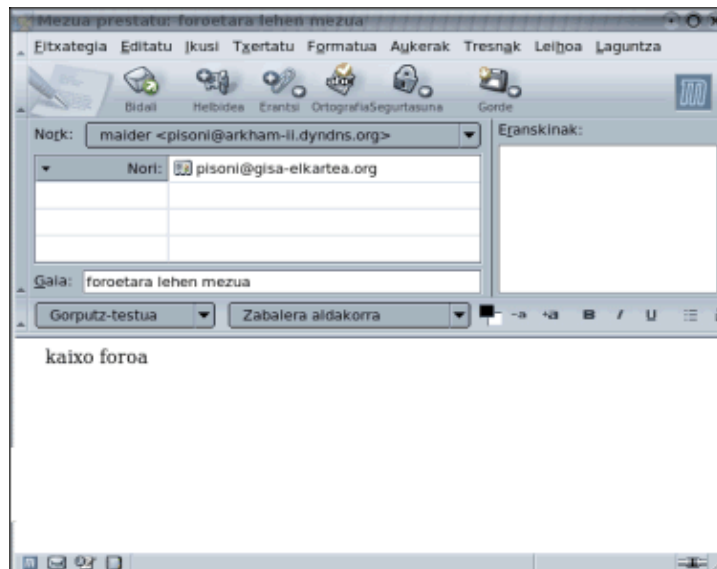 Mezua prestatu: foroetara lehen mezua
Fitxategia Editatu Ikusi Txertatu Formatua Aukerak Tresnak Leihoa Laguntza
Bidali Helbidea Erantsi Ortografia Segurtasuna Gorde
Nork: maider <pisoni@arkham-ii.dyndns.org> Eranskinak:
Nori: pisoni@gisa-elkartea.org
Gaia: foroetara lehen mezua
Gorputz-testua Zabalera aldakorra -a +a B I U
kaixo foroa